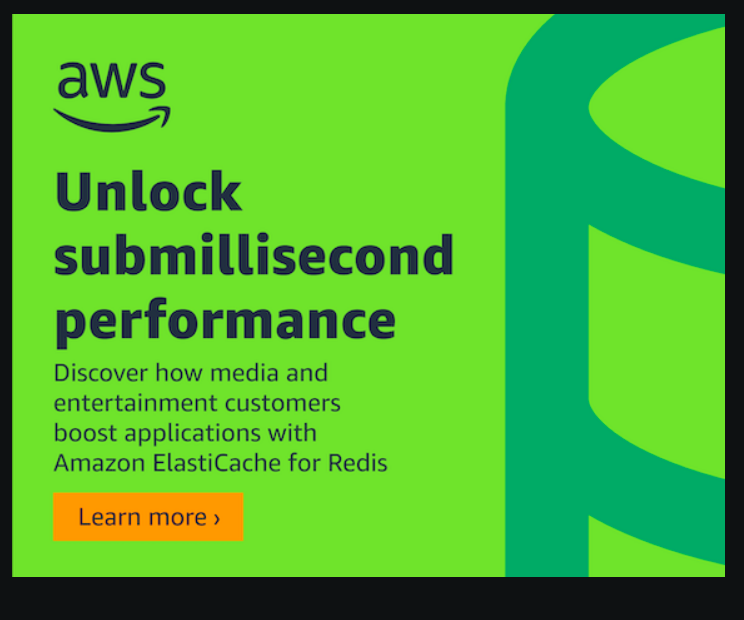 aws
Unlock
submillisecond
performance
Discover how media and
entertainment customers
boost applications with
Amazon ElastiCache for Redis
Learn more ›